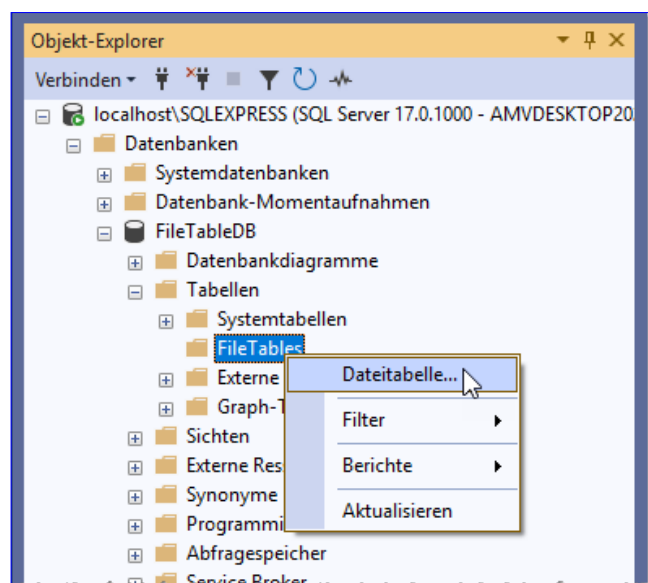 Objekt-Explorer
Verbinden
localhost\SQLEXPRESS (SQL Server 17.0.1000 - AMVDESKTOP20
Datenbanken
Systemdatenbanken
Datenbank-Momentaufnahmen
FileTableDB
Datenbankdiagramme
Tabellen
Systemtabellen
FileTables
Dateitabelle...
Externe
Graph-T
Filter
Sichten
Externe Res
Berichte
Synonyme
Aktualisieren
Programmi
Abfragespeicher
Service Broker